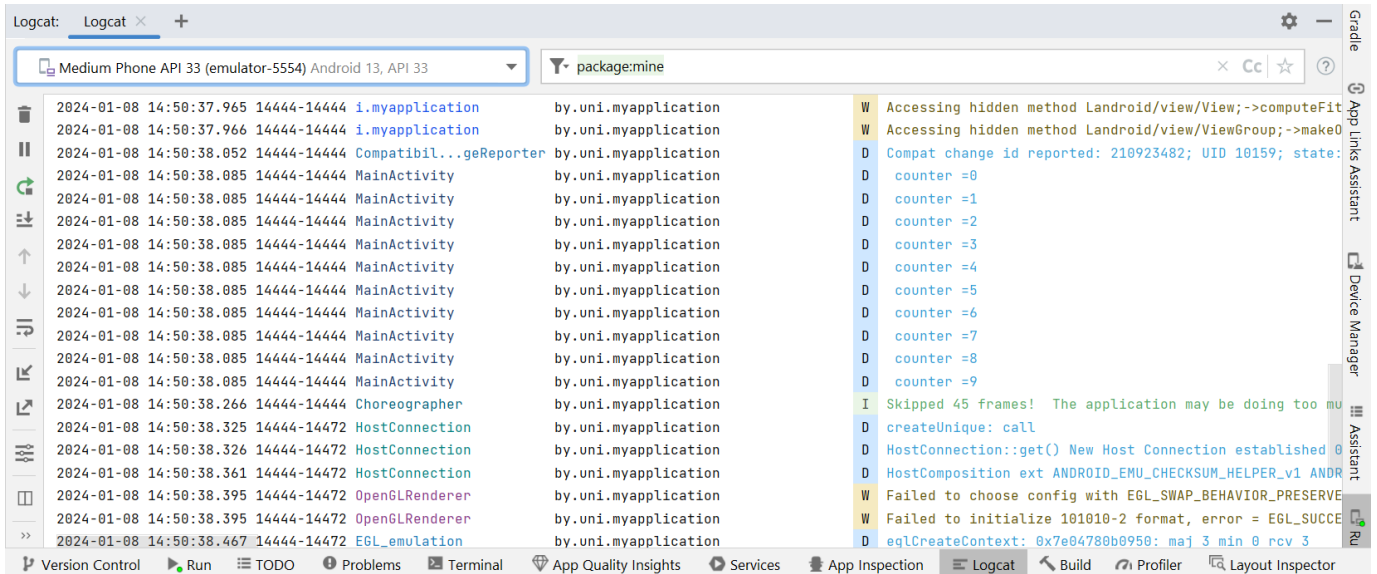 Logcat: Logcat
Medium Phone API 33 (emulator-5554) Android 13, API 33
package:mine
Cc
2024-01-08 14:50:37.965 14444-14444 i.myapplication by.uni.myapplication W Accessing hidden method Landroid/view/View;->computeFit
2024-01-08 14:50:37.966 14444-14444 i.myapplication by.uni.myapplication W Accessing hidden method Landroid/view/ViewGroup;->makeO
2024-01-08 14:50:38.052 14444-14444 Compatibil...geReporter by.uni.myapplication D Compat change id reported: 210923482; UID 10159; state:
2024-01-08 14:50:38.085 14444-14444 MainActivity by.uni.myapplication D counter =0
2024-01-08 14:50:38.085 14444-14444 MainActivity by.uni.myapplication D counter =1
2024-01-08 14:50:38.085 14444-14444 MainActivity by.uni.myapplication D counter =2
2024-01-08 14:50:38.085 14444-14444 MainActivity by.uni.myapplication D counter =3
2024-01-08 14:50:38.085 14444-14444 MainActivity by.uni.myapplication D counter =4
2024-01-08 14:50:38.085 14444-14444 MainActivity by.uni.myapplication D counter =5
2024-01-08 14:50:38.085 14444-14444 MainActivity by.uni.myapplication D counter =6
2024-01-08 14:50:38.085 14444-14444 MainActivity by.uni.myapplication D counter =7
2024-01-08 14:50:38.085 14444-14444 MainActivity by.uni.myapplication D counter =8
2024-01-08 14:50:38.085 14444-14444 MainActivity by.uni.myapplication D counter =9
2024-01-08 14:50:38.266 14444-14444 Choreographer by.uni.myapplication I Skipped 45 frames! The application may be doing too mu
2024-01-08 14:50:38.325 14444-14472 HostConnection by.uni.myapplication D createUnique: call
2024-01-08 14:50:38.326 14444-14472 HostConnection by.uni.myapplication D HostConnection::get() New Host Connection established 0
2024-01-08 14:50:38.361 14444-14472 HostConnection by.uni.myapplication D HostComposition ext ANDROID_EMU_CHECKSUM_HELPER_v1 ANDR
2024-01-08 14:50:38.395 14444-14472 OpenGLRenderer by.uni.myapplication W Failed to choose config with EGL_SWAP_BEHAVIOR_PRESERVE
2024-01-08 14:50:38.395 14444-14472 OpenGLRenderer by.uni.myapplication W Failed to initialize 101010-2 format, error = EGL_SUCCE
2024-01-08 14:50:38.467 14444-14472 EGL_emulation by.uni.myapplication D eglCreateContext: 0x7e04780b0950: maj 3 min 0 rcv 3
Gradle
App Links Assistant
Device Manager
Assistant
Ru
Version Control Run TODO Problems Terminal App Quality Insights Services App Inspection Logcat Build Profiler Layout Inspector